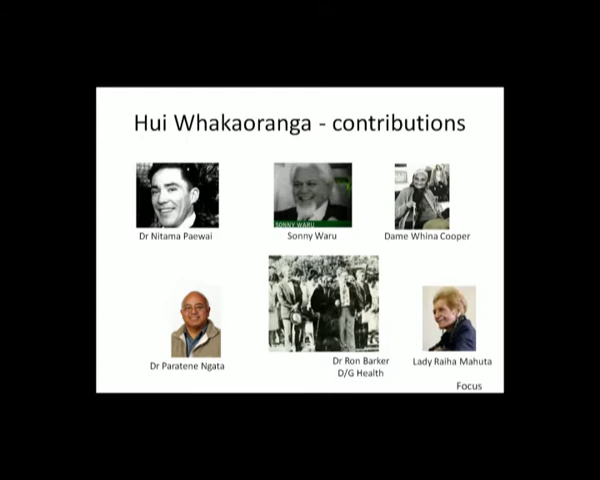 Hui Whakaoranga - contributions
SONNY WARU
Dr Nitama Paewai
Sonny Waru
Dame Whina Cooper
Dr Paratene Ngata
Dr Ron Barker
D/G Health
Lady Raiha Mahuta
Focus